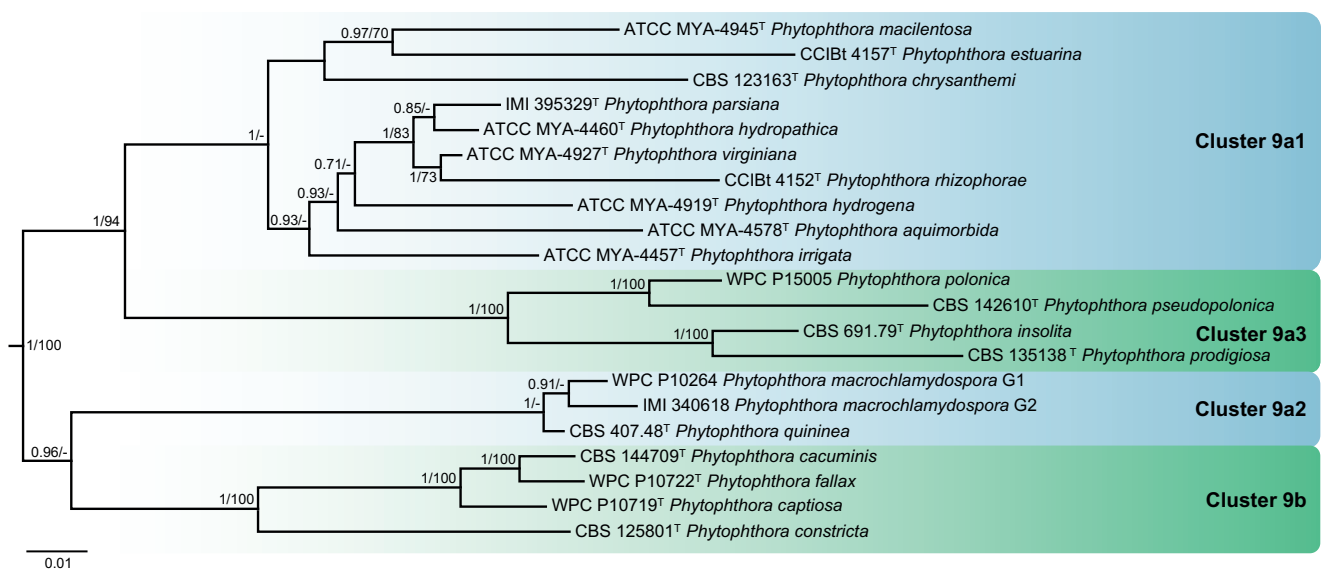 0.97/70
ATCC MYA-4945ᵀ Phytophthora macilentosa
CCIBt 4157ᵀ Phytophthora estuarina
CBS 123163ᵀ Phytophthora chrysanthemi
0.85/-
IMI 395329ᵀ Phytophthora parsiana
1/-
1/83
ATCC MYA-4460ᵀ Phytophthora hydropathica
Cluster 9a1
ATCC MYA-4927ᵀ Phytophthora virginiana
0.71/-
1/73
CCIBt 4152ᵀ Phytophthora rhizophorae
0.93/-
ATCC MYA-4919ᵀ Phytophthora hydrogena
1/94
0.93/-
ATCC MYA-4578ᵀ Phytophthora aquimorbida
ATCC MYA-4457ᵀ Phytophthora irrigata
1/100
WPC P15005 Phytophthora polonica
1/100
CBS 142610ᵀ Phytophthora pseudopolonica
1/100
CBS 691.79ᵀ Phytophthora insolita
Cluster 9a3
1/100
CBS 135138 ᵀ Phytophthora prodigiosa
0.91/-
WPC P10264 Phytophthora macrochlamydospora G1
1/-
IMI 340618 Phytophthora macrochlamydospora G2
Cluster 9a2
CBS 407.48ᵀ Phytophthora quininea
0.96/-
1/100
CBS 144709ᵀ Phytophthora cacuminis
1/100
WPC P10722ᵀ Phytophthora fallax
1/100
WPC P10719ᵀ Phytophthora captiosa
Cluster 9b
CBS 125801ᵀ Phytophthora constricta
0.01